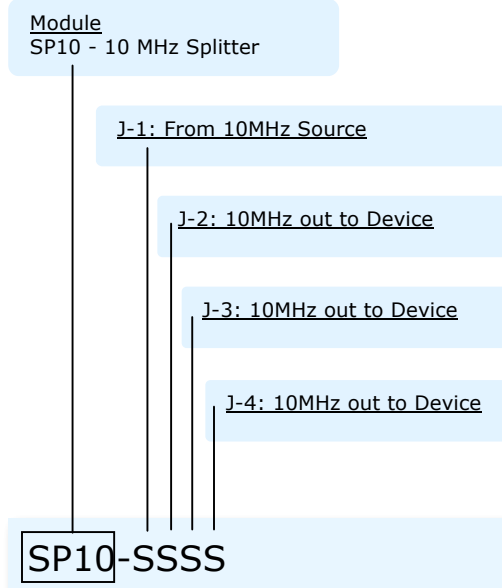 Module
SP10 - 10 MHz Splitter
J-1: From 10MHz Source
J-2: 10MHz out to Device
J-3: 10MHz out to Device
J-4: 10MHz out to Device
SP10-SSSS